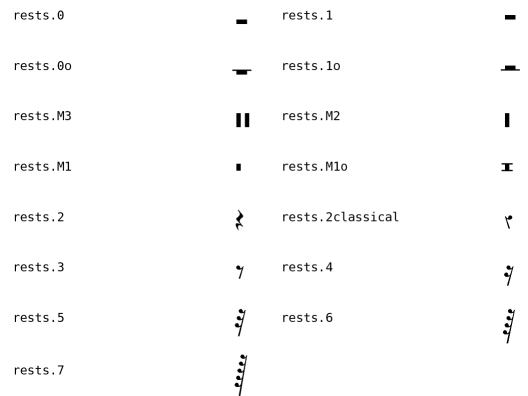 rests.0 rests.1
rests.0o rests.1o
rests.M3 rests.M2
rests.M1 rests.M1o
rests.2 rests.2classical
rests.3 rests.4
rests.5 rests.6
rests.7